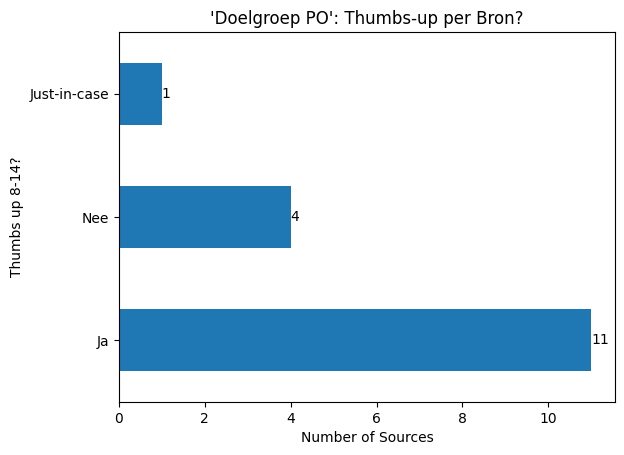 'Doelgroep PO': Thumbs-up per Bron?
Thumbs up 8-14?
Just-in-case
1
Nee
4
Ja
11
0 2 4 6 8 10
Number of Sources